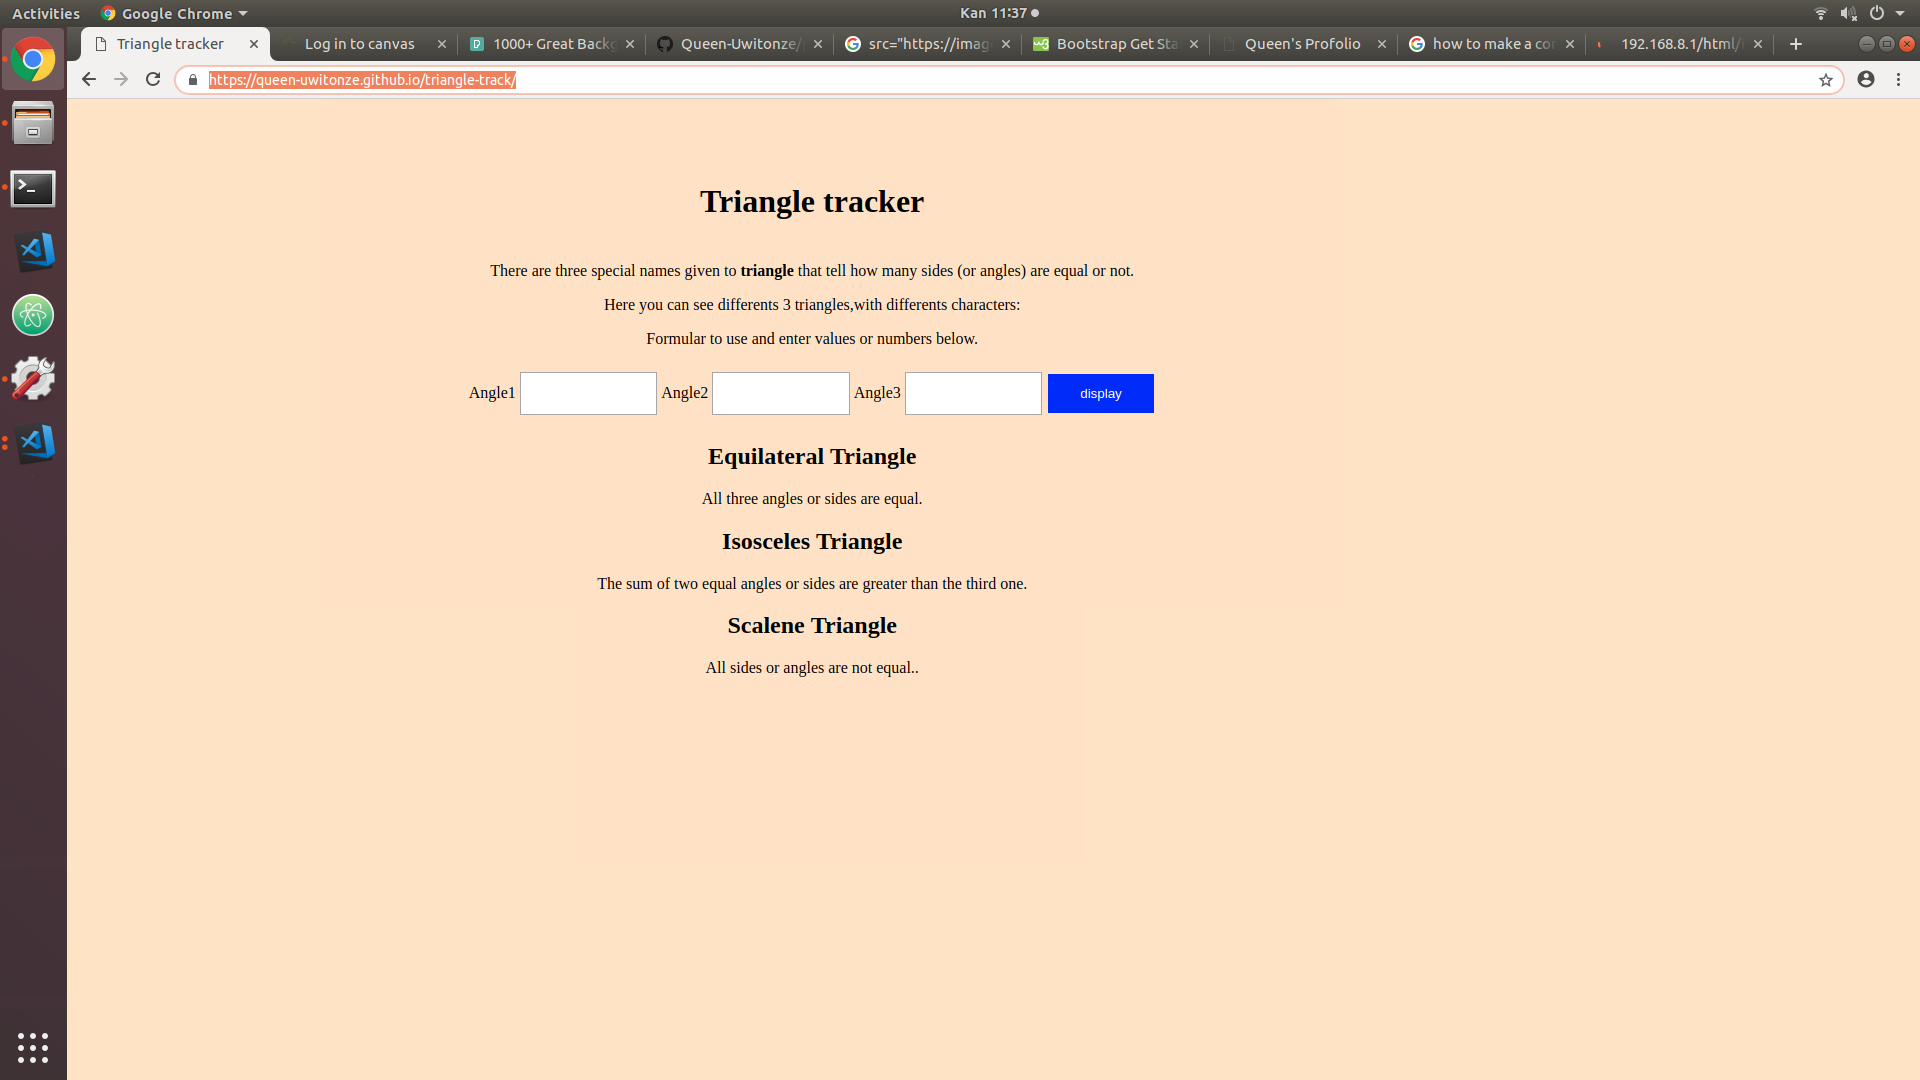 Activities Google Chrome Kan 11:37
Triangle tracker Log in to canvas 1000+ Great Backg Queen-Uwitonze/ src="https://imag Bootstrap Get Sta Queen's Profolio how to make a con 192.168.8.1/html/
https://queen-uwitonze.github.io/triangle-track/
Triangle tracker
There are three special names given to triangle that tell how many sides (or angles) are equal or not.
Here you can see differents 3 triangles,with differents characters:
Formular to use and enter values or numbers below.
Angle1 Angle2 Angle3 display
Equilateral Triangle
All three angles or sides are equal.
Isosceles Triangle
The sum of two equal angles or sides are greater than the third one.
Scalene Triangle
All sides or angles are not equal..